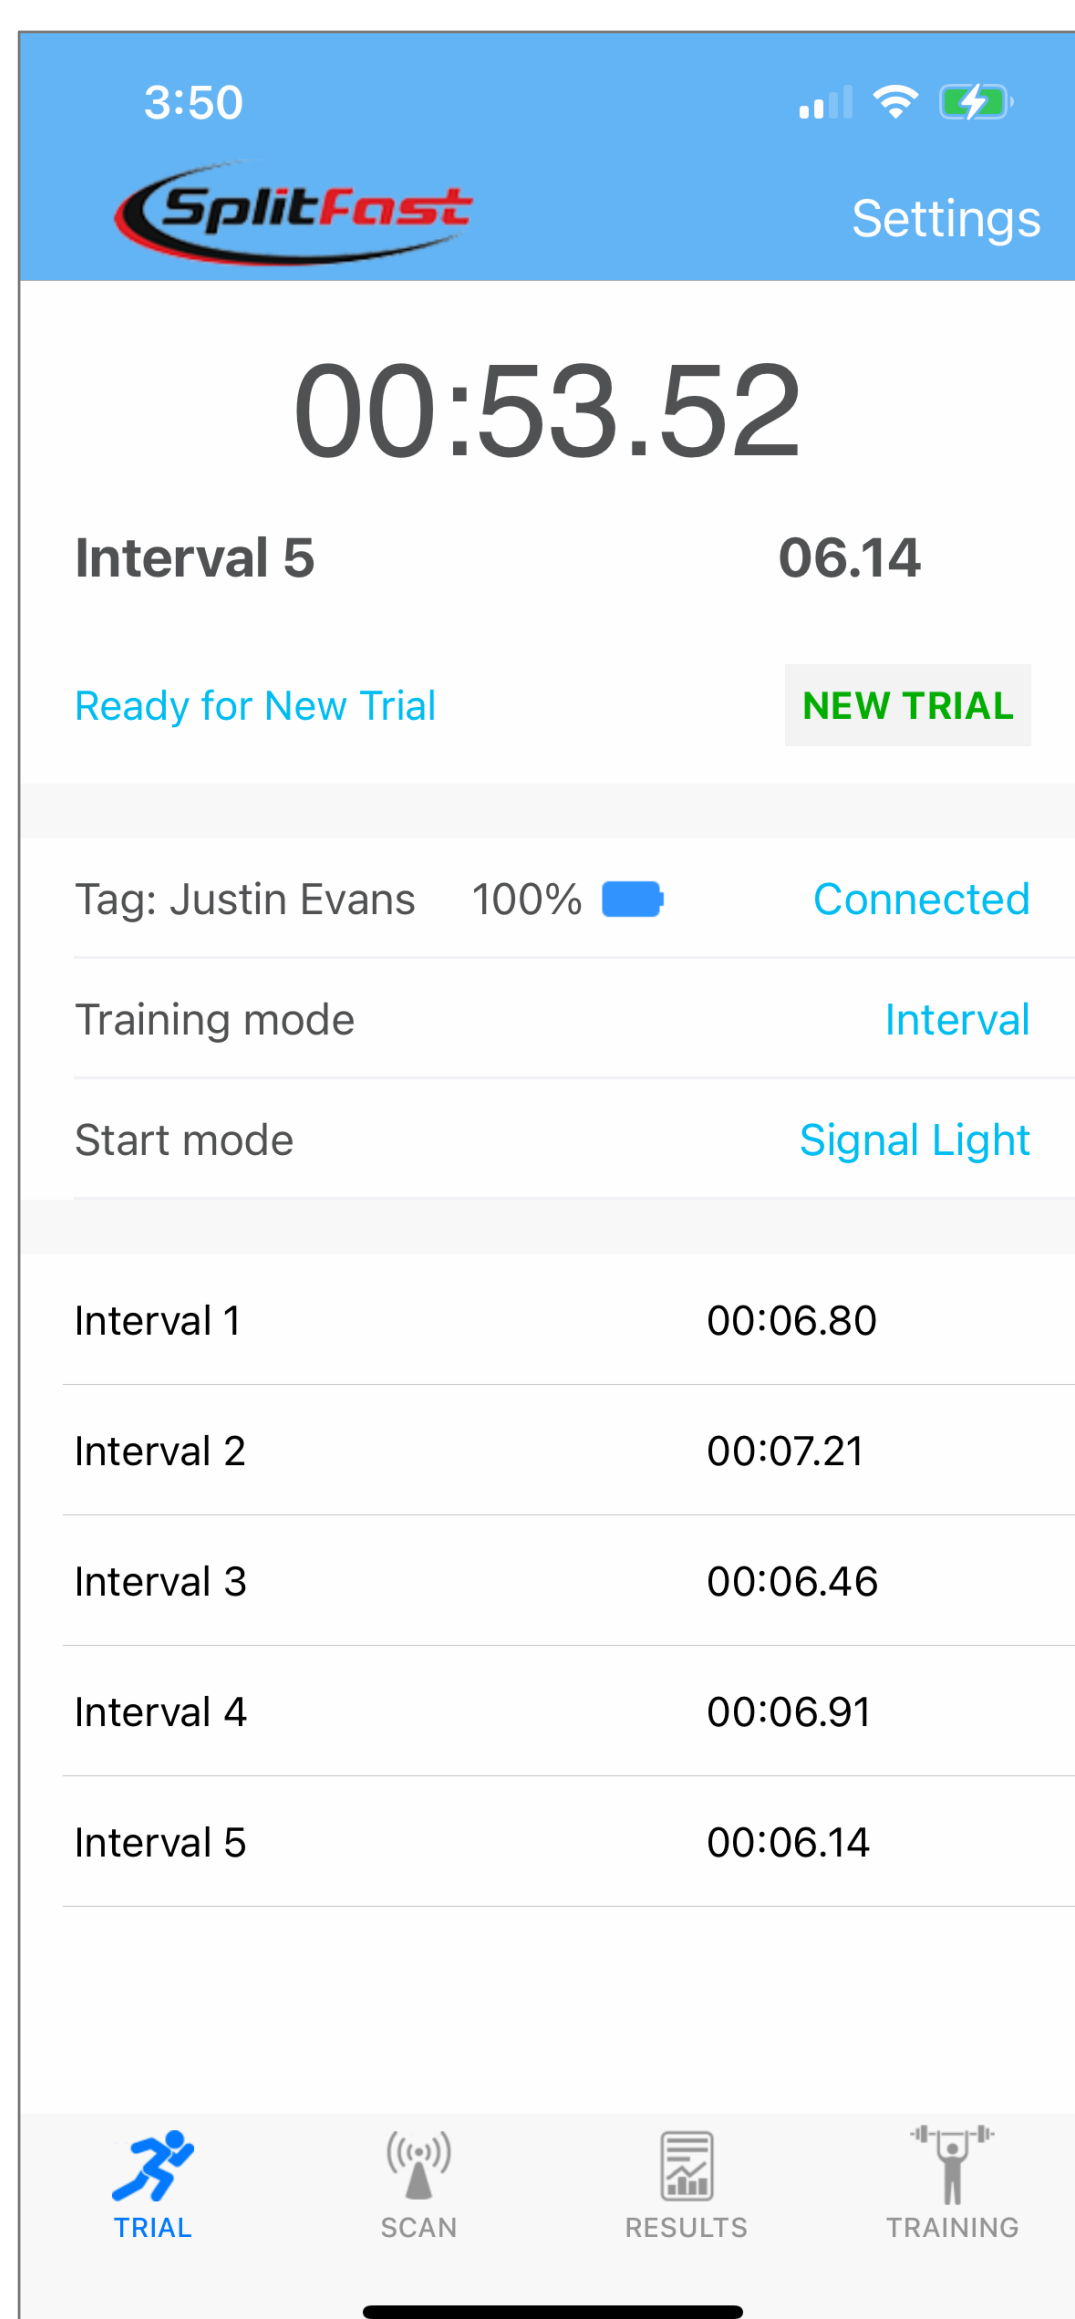 3:50
SplitFast
Settings
00:53.52
Interval 5 06.14
Ready for New Trial NEW TRIAL
Tag: Justin Evans 100% Connected
Training mode Interval
Start mode Signal Light
Interval 1 00:06.80
Interval 2 00:07.21
Interval 3 00:06.46
Interval 4 00:06.91
Interval 5 00:06.14
TRIAL SCAN RESULTS TRAINING